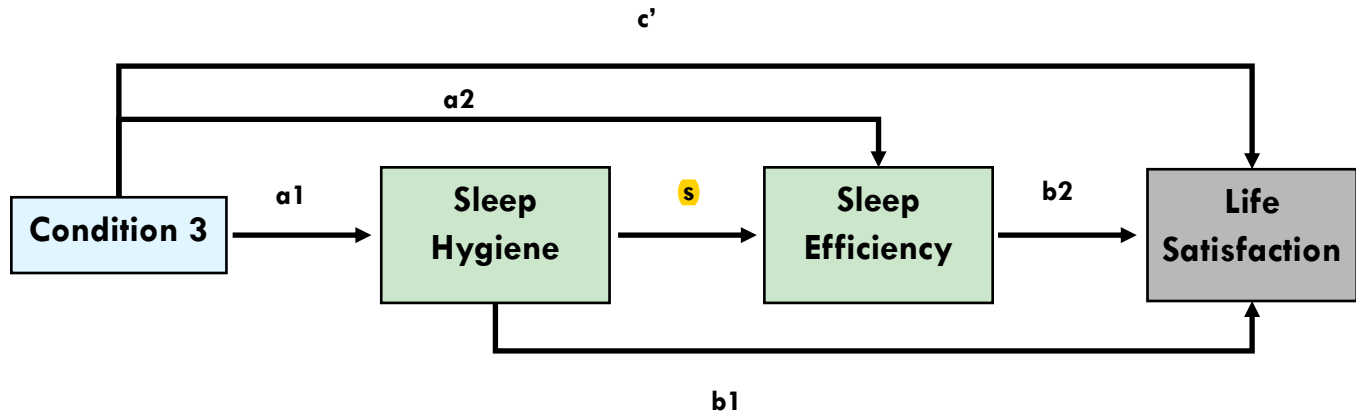 c’
a2
a1
s
b2
Condition 3
Sleep
Hygiene
Sleep
Efficiency
Life
Satisfaction
b1